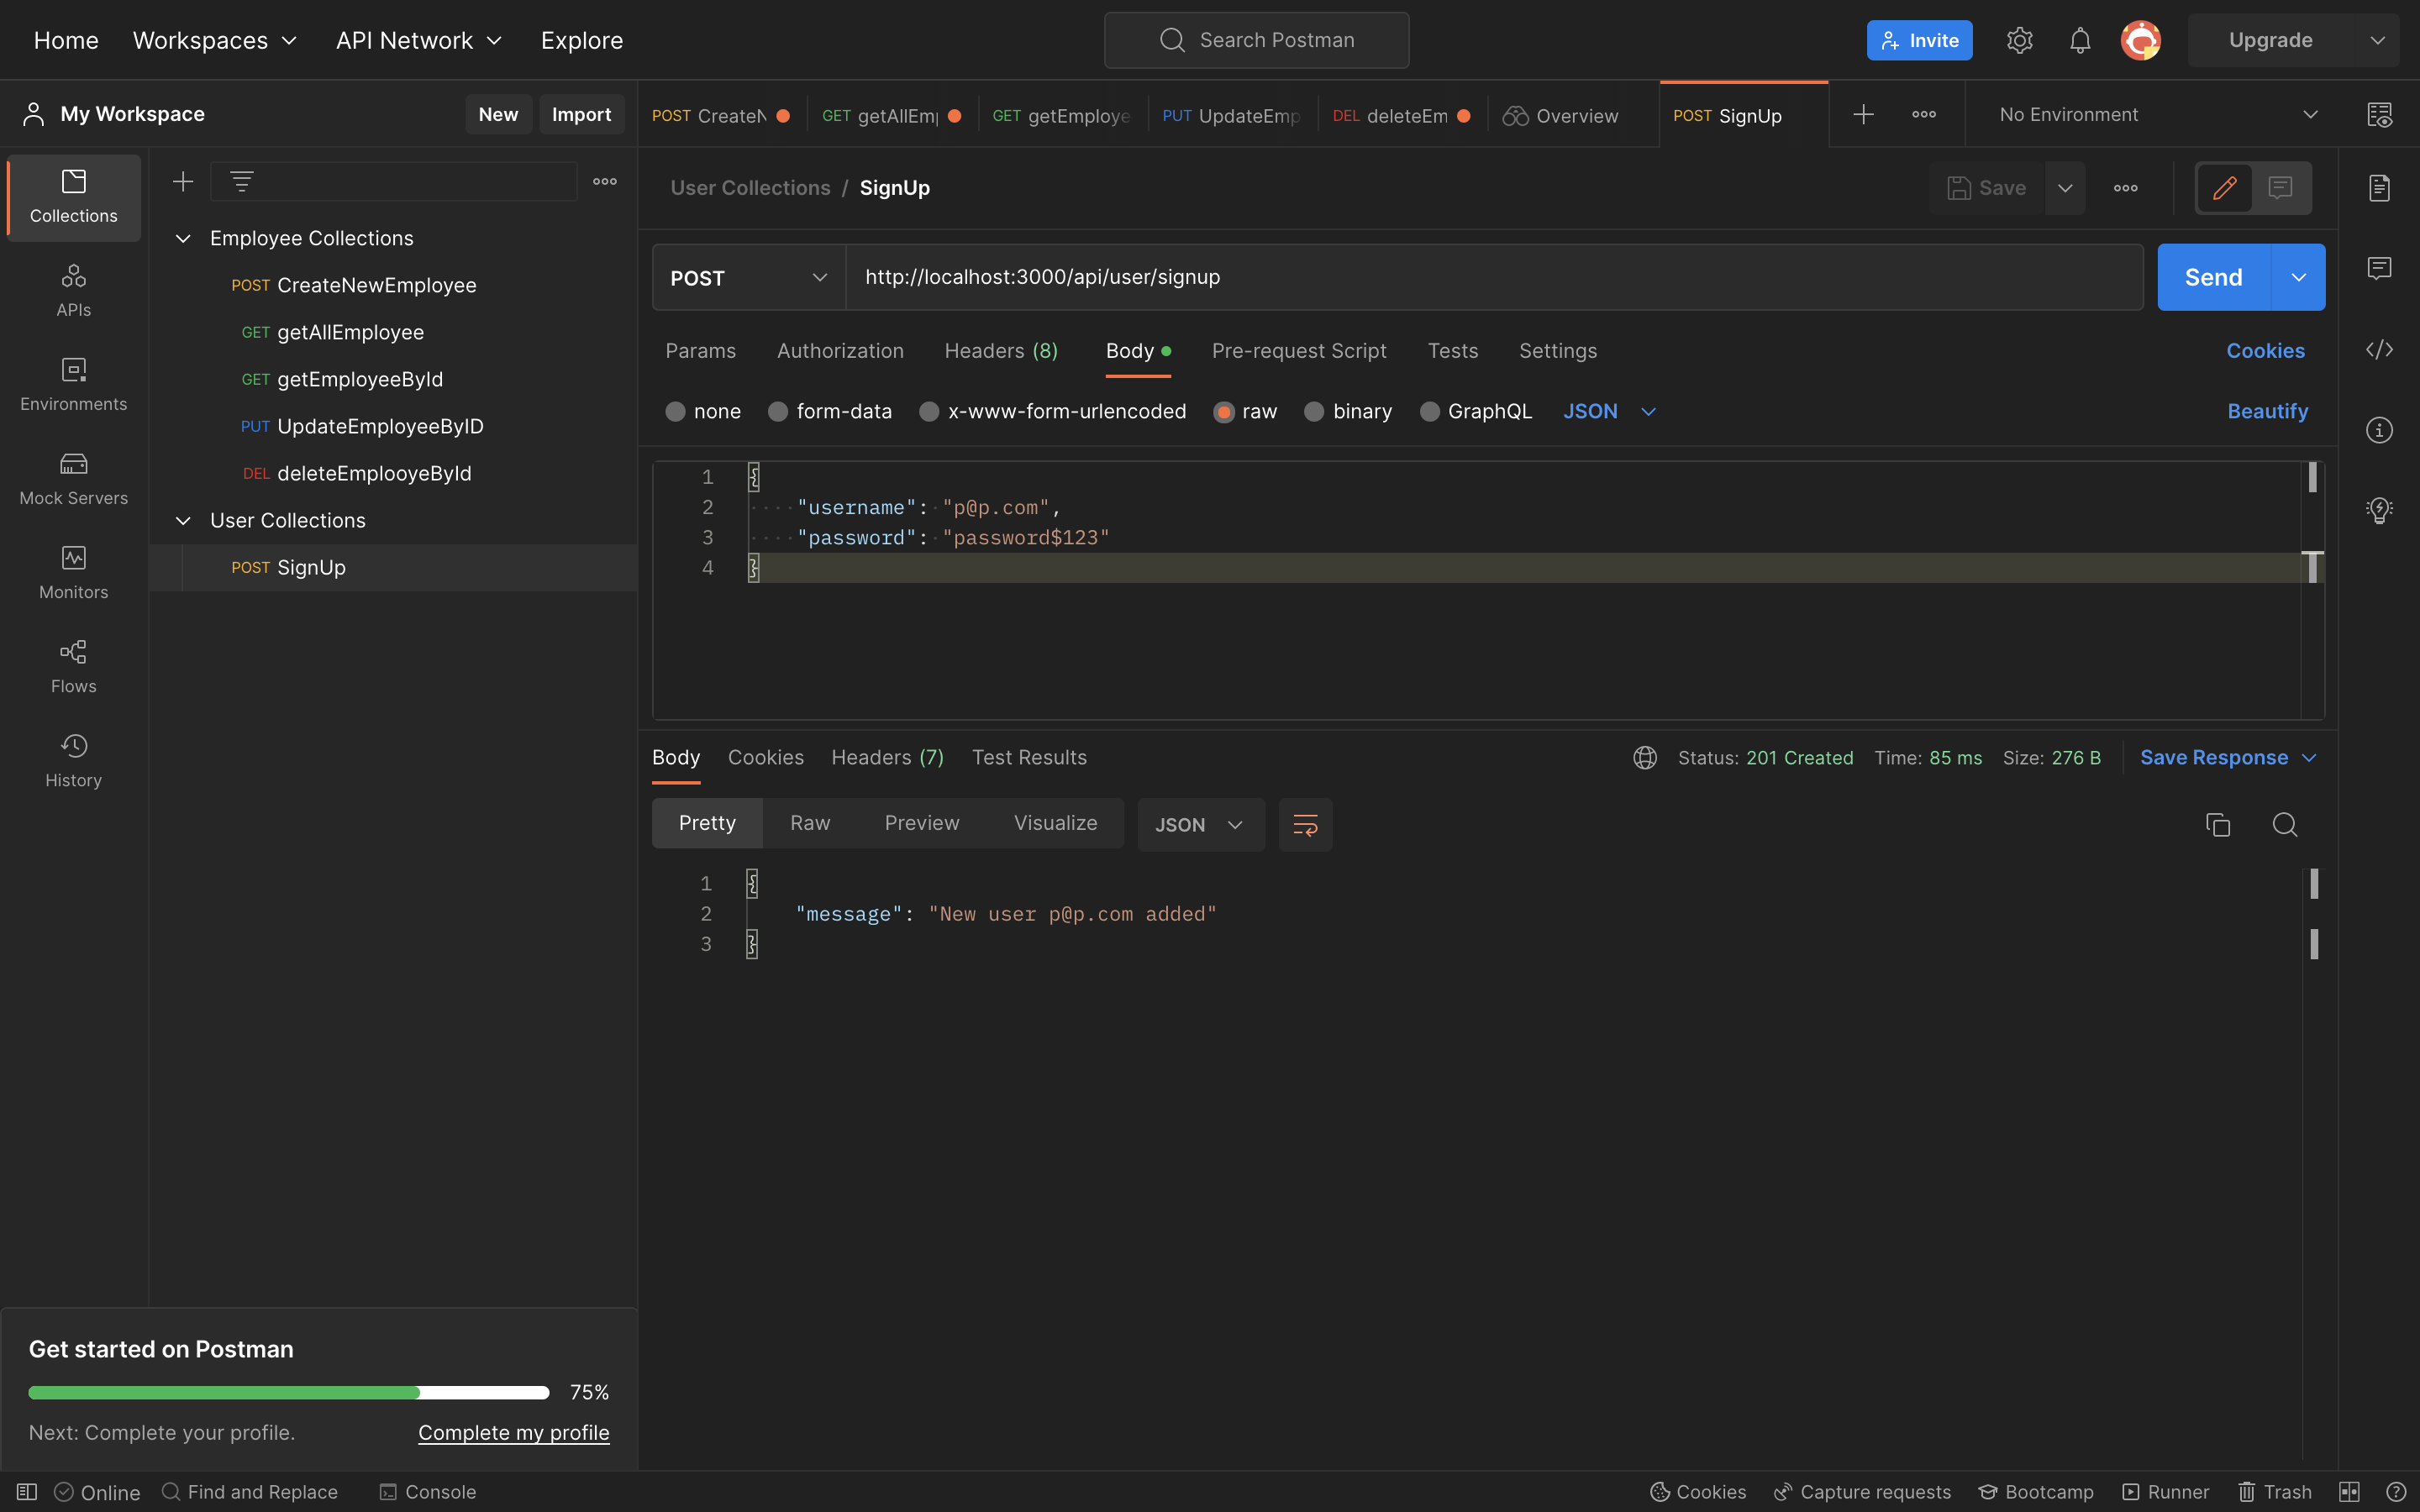 Home Workspaces API Network Explore Search Postman Invite Upgrade
My Workspace New Import
POST CreateN GET getAllEmp GET getEmploye PUT UpdateEmp DEL deleteEm Overview POST SignUp No Environment
Collections
APIs
Environments
Mock Servers
Monitors
Flows
History
Employee Collections
POST CreateNewEmployee
GET getAllEmployee
GET getEmployeeById
PUT UpdateEmployeeByID
DEL deleteEmplooyeById
User Collections
POST SignUp
User Collections / SignUp Save
POST http://localhost:3000/api/user/signup Send
Params Authorization Headers (8) Body Pre-request Script Tests Settings Cookies
none form-data x-www-form-urlencoded raw binary GraphQL JSON Beautify
1 {
2 "username": "p@p.com",
3 "password": "password$123"
4 }
Body Cookies Headers (7) Test Results Status: 201 Created Time: 85 ms Size: 276 B Save Response
Pretty Raw Preview Visualize JSON
1 {
2 "message": "New user p@p.com added"
3 }
Get started on Postman
75%
Next: Complete your profile. Complete my profile
Online Find and Replace Console Cookies Capture requests Bootcamp Runner Trash